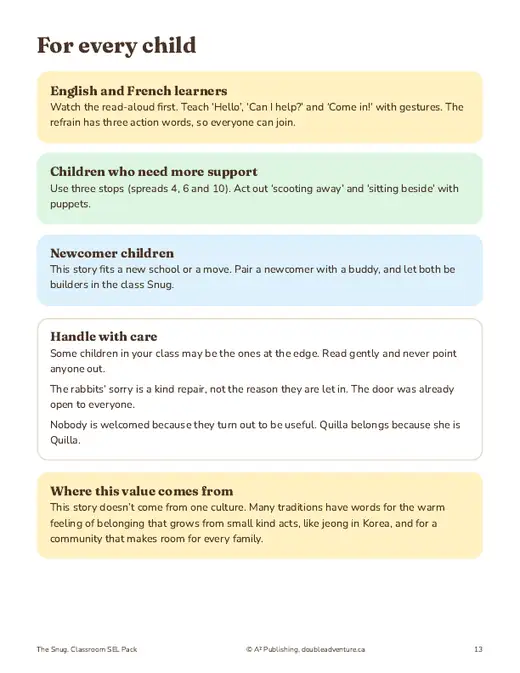 For every child
English and French learners
Watch the read-aloud first. Teach ‘Hello’, ‘Can I help?’ and ‘Come in!’ with gestures. The
refrain has three action words, so everyone can join.
Children who need more support
Use three stops (spreads 4, 6 and 10). Act out ‘scooting away’ and ‘sitting beside’ with
puppets.
Newcomer children
This story fits a new school or a move. Pair a newcomer with a buddy, and let both be
builders in the class Snug.
Handle with care
Some children in your class may be the ones at the edge. Read gently and never point
anyone out.
The rabbits’ sorry is a kind repair, not the reason they are let in. The door was already
open to everyone.
Nobody is welcomed because they turn out to be useful. Quilla belongs because she is
Quilla.
Where this value comes from
This story doesn’t come from one culture. Many traditions have words for the warm
feeling of belonging that grows from small kind acts, like jeong in Korea, and for a
community that makes room for every family.
The Snug, Classroom SEL Pack
© A² Publishing, doubleadventure.ca
13